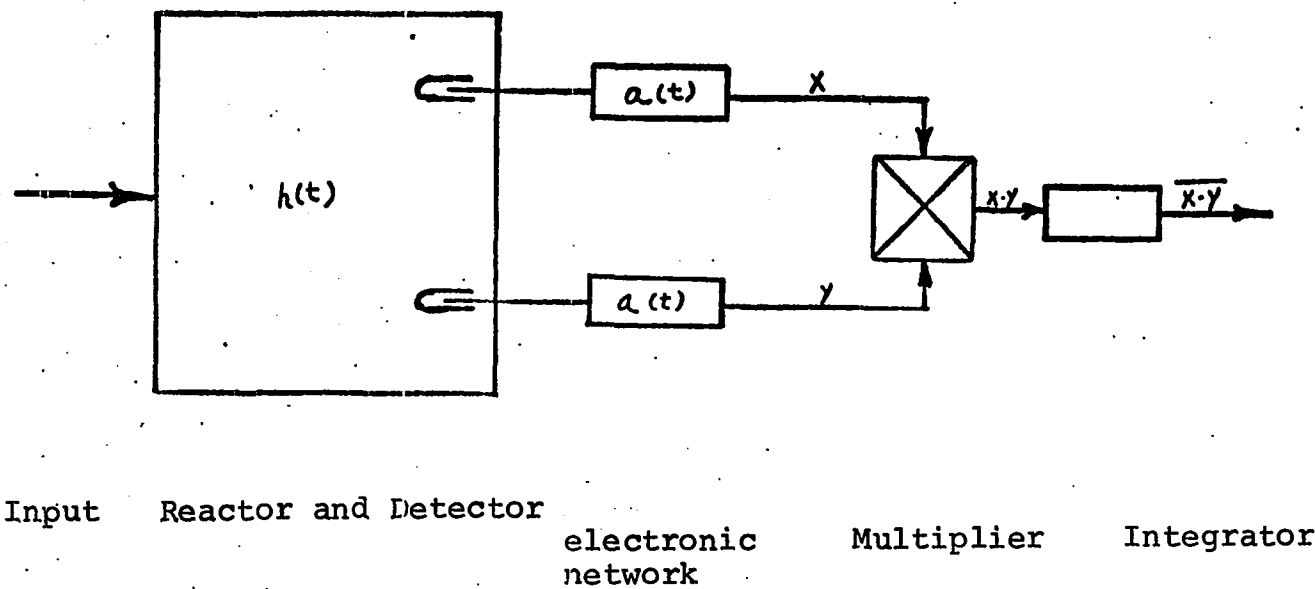 a(t)
X
h(t)
x·y
x̅·̅y̅
a(t)
Y
Input Reactor and Detector
electronic Multiplier Integrator
network